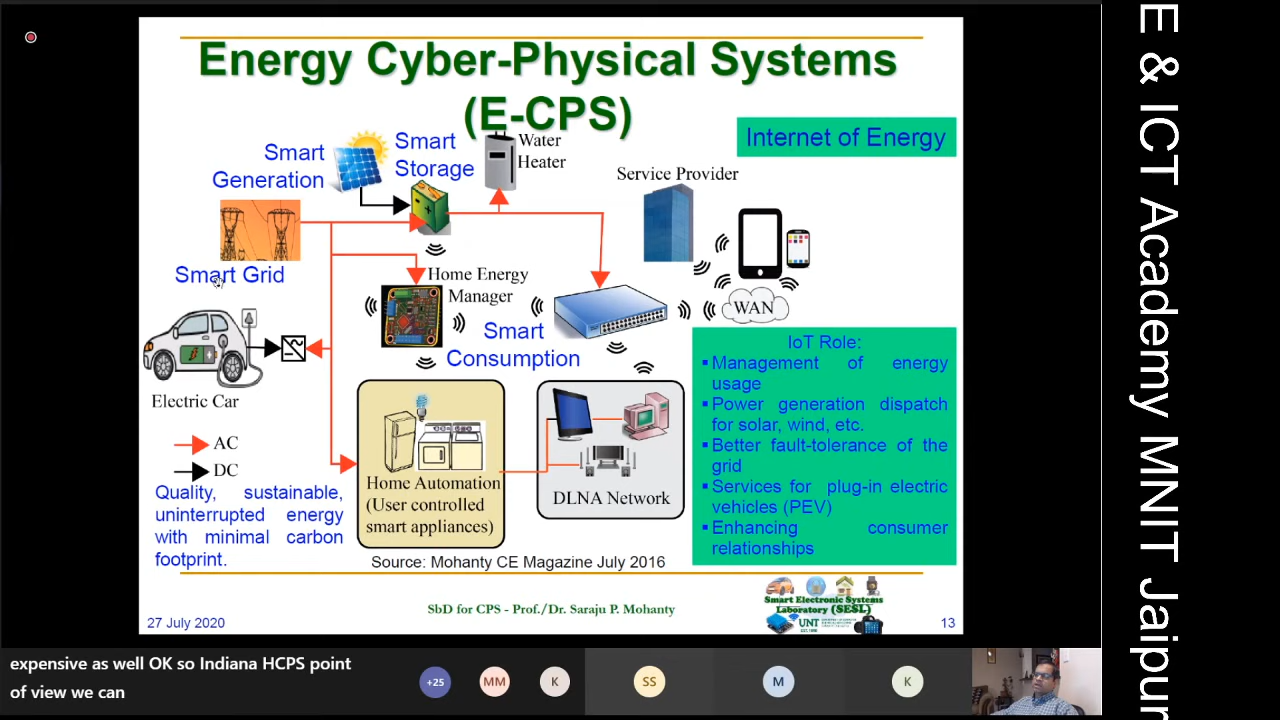 Energy Cyber-Physical Systems
(E-CPS)
Internet of Energy
Smart
Generation
Smart
Storage
Water
Heater
Service Provider
Smart Grid
Home Energy
Manager
WAN
Smart
Consumption
Electric Car
AC
DC
Quality, sustainable,
uninterrupted energy
with minimal carbon
footprint.
Home Automation
(User controlled
smart appliances)
DLNA Network
IoT Role:
▪Management of energy
usage
▪Power generation dispatch
for solar, wind, etc.
▪Better fault-tolerance of the
grid
▪Services for plug-in electric
vehicles (PEV)
▪Enhancing consumer
relationships
Source: Mohanty CE Magazine July 2016
27 July 2020
SbD for CPS - Prof./Dr. Saraju P. Mohanty
Smart Electronic Systems
Laboratory (SESL)
UNT
13
expensive as well OK so Indiana HCPS point
of view we can
+25
MM
K
SS
M
K
E & ICT Academy MNIT Jaipur